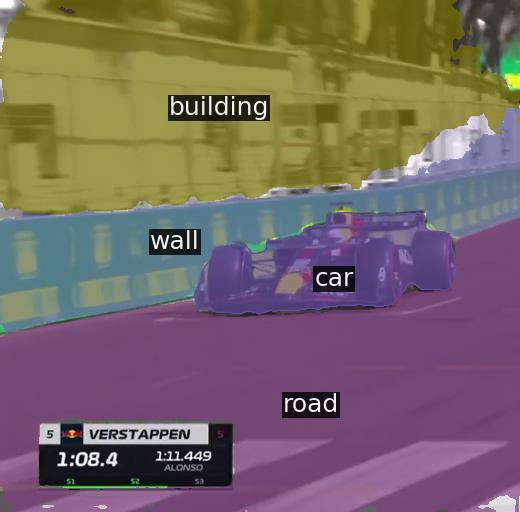 building
wall
car
road
5 VERSTAPPEN 5
1:08.4 1:11.449
ALONSO
S1 S2 S3